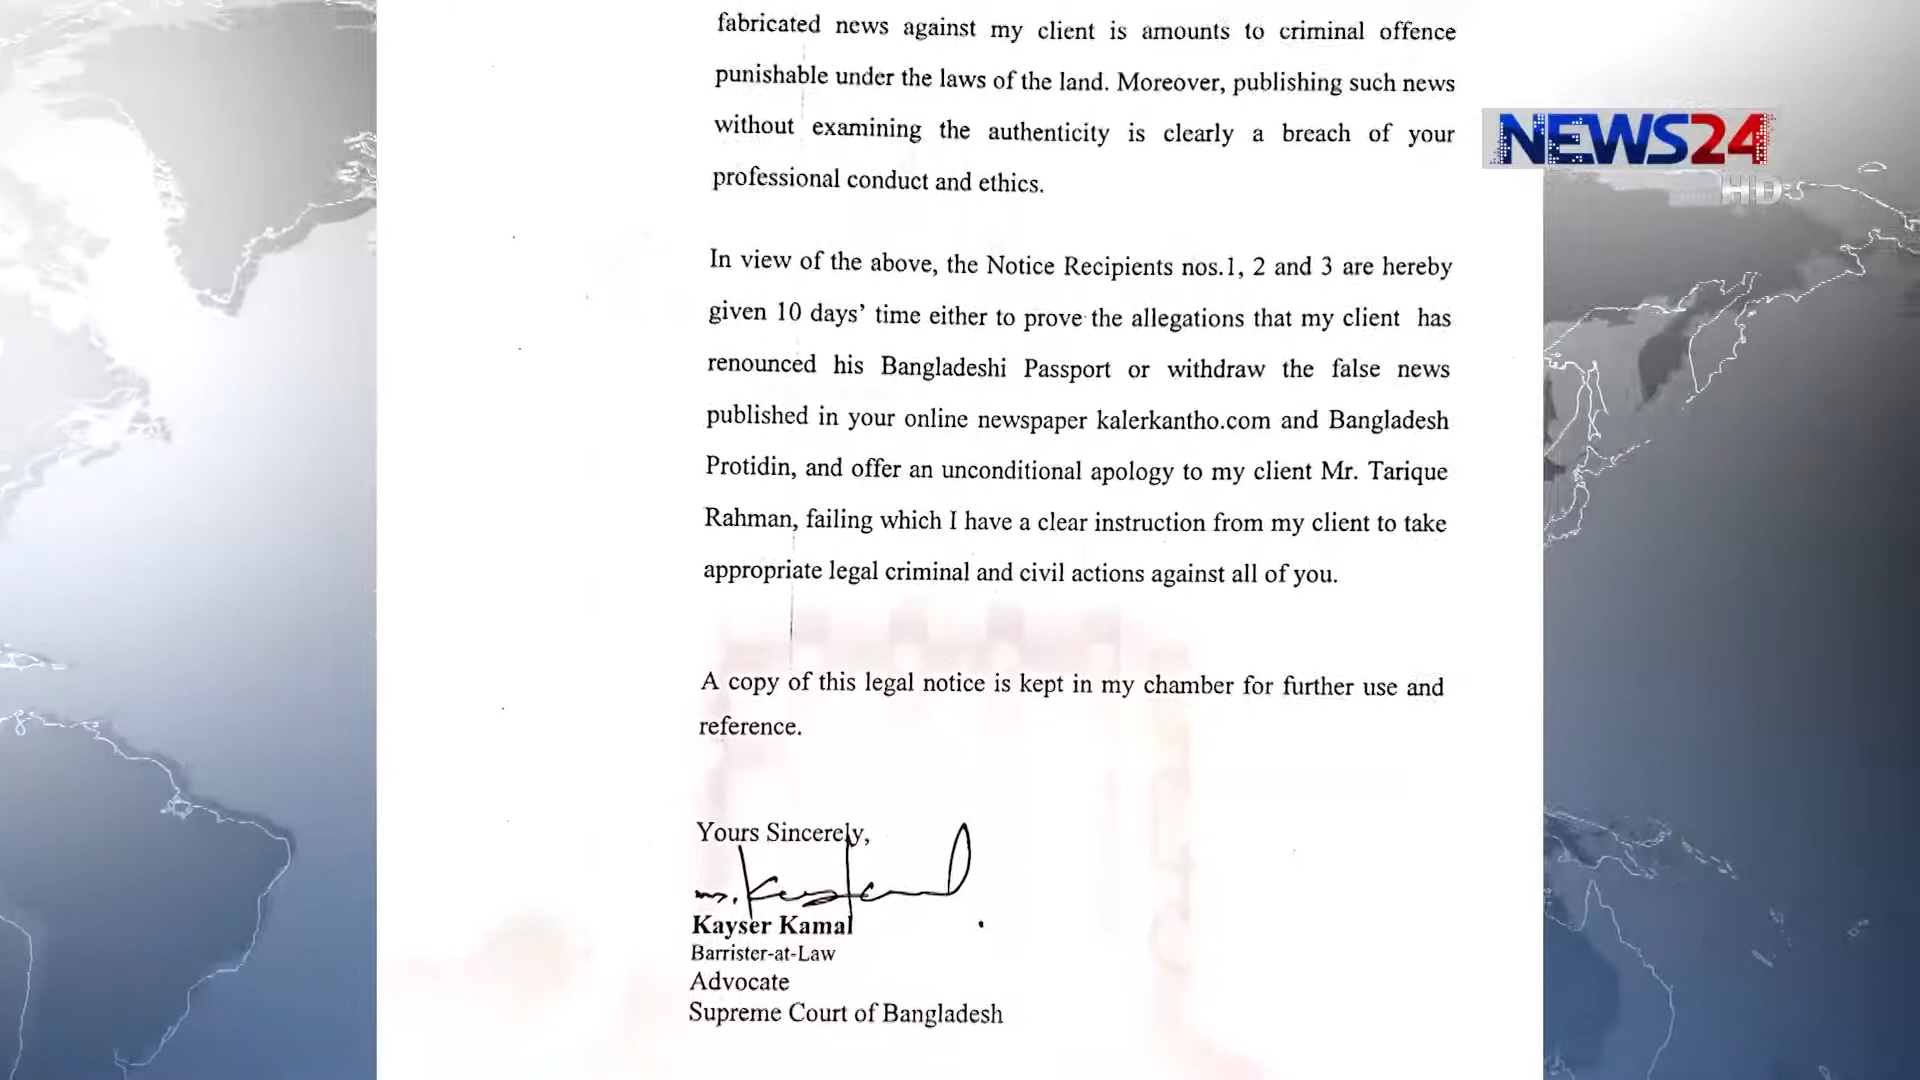 fabricated news against my client is amounts to criminal offence
punishable under the laws of the land. Moreover, publishing such news
without examining the authenticity is clearly a breach of your
professional conduct and ethics.
NEWS24
HD
In view of the above, the Notice Recipients nos.1, 2 and 3 are hereby
given 10 days’ time either to prove the allegations that my client has
renounced his Bangladeshi Passport or withdraw the false news
published in your online newspaper kalerkantho.com and Bangladesh
Protidin, and offer an unconditional apology to my client Mr. Tarique
Rahman, failing which I have a clear instruction from my client to take
appropriate legal criminal and civil actions against all of you.
A copy of this legal notice is kept in my chamber for further use and
reference.
Yours Sincerely,
Kayser Kamal
Barrister-at-Law
Advocate
Supreme Court of Bangladesh